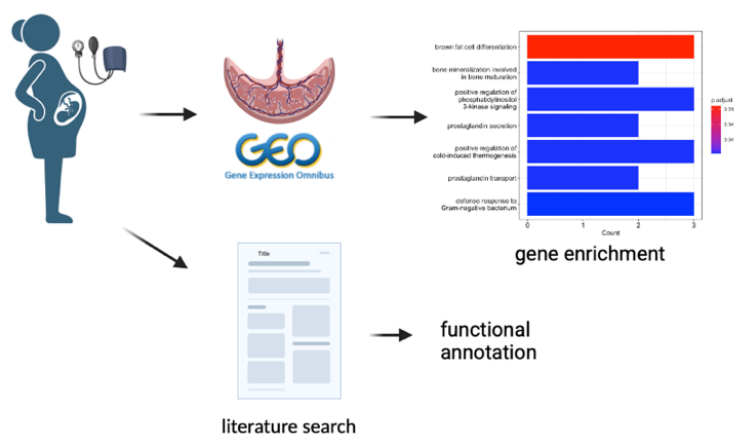 brown fat cell differentiation
bone mineralization involved
in bone maturation
positive regulation of
phosphatidylinositol
3-kinase signaling
prostaglandin secretion
positive regulation of
cold-induced thermogenesis
prostaglandin transport
defense response to
Gram-negative bacterium
0
1
2
3
Count
p.adjust
GEO
Gene Expression Omnibus
gene enrichment
Title
functional
annotation
literature search